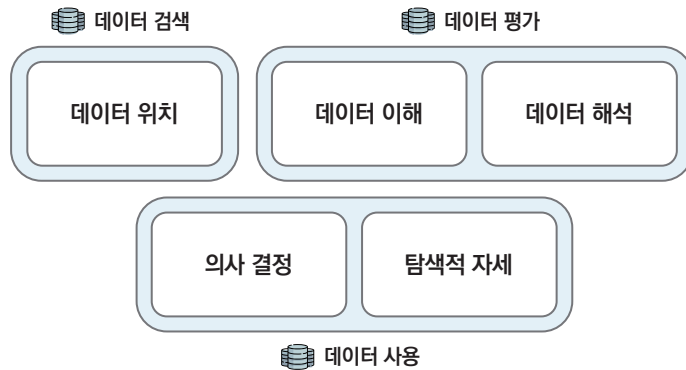 데이터 검색
데이터 평가
데이터 위치
데이터 이해
데이터 해석
의사 결정
탐색적 자세
데이터 사용